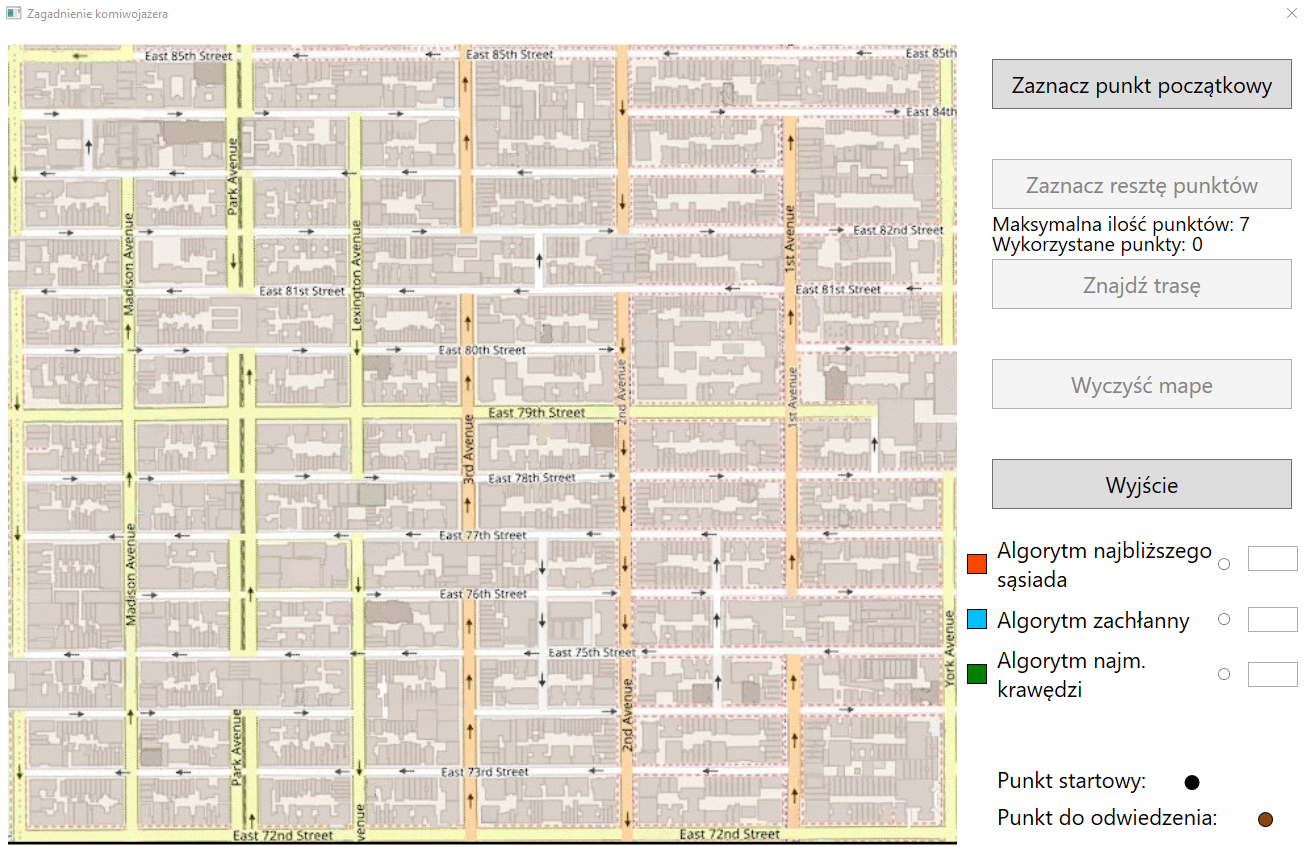 Zagadnienie komiwojażera
East 85th Street
East 85th Street
East 85th
East 84th
Park Avenue
Madison Avenue
Lexington Avenue
1st Avenue
East 82nd Street
East 81st Street
East 81st Street
East 80th Street
2nd Avenue
1st Avenue
East 79th Street
3rd Avenue
East 78th Street
Madison Avenue
East 77th Street
East 76th Street
York Avenue
East 75th Street
2nd Avenue
Park Avenue
East 73rd Street
venue
East 72nd Street
East 72nd Street
Zaznacz punkt początkowy
Zaznacz resztę punktów
Maksymalna ilość punktów: 7
Wykorzystane punkty: 0
Znajdź trasę
Wyczyść mape
Wyjście
Algorytm najbliższego
sąsiada
Algorytm zachłanny
Algorytm najm.
krawędzi
Punkt startowy:
Punkt do odwiedzenia: